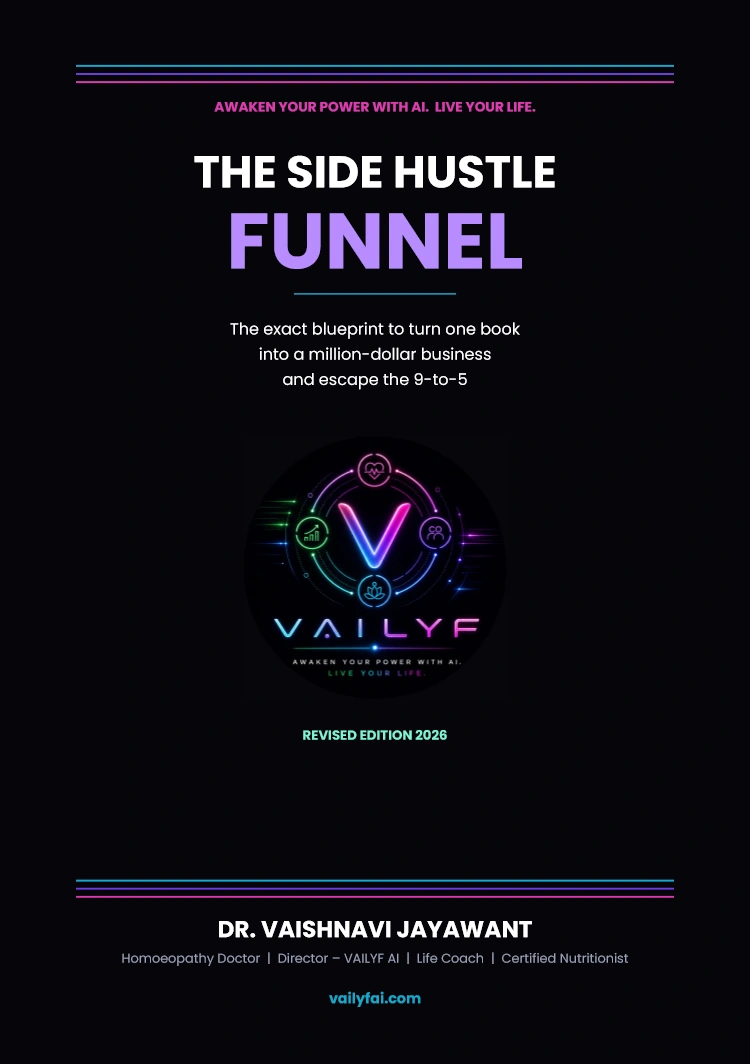 AWAKEN YOUR POWER WITH AI. LIVE YOUR LIFE.
THE SIDE HUSTLE
FUNNEL
The exact blueprint to turn one book
into a million-dollar business
and escape the 9-to-5
V
VAILYF
AWAKEN YOUR POWER WITH AI.
LIVE YOUR LIFE.
REVISED EDITION 2026
DR. VAISHNAVI JAYAWANT
Homoeopathy Doctor | Director – VAILYF AI | Life Coach | Certified Nutritionist
vailyfai.com